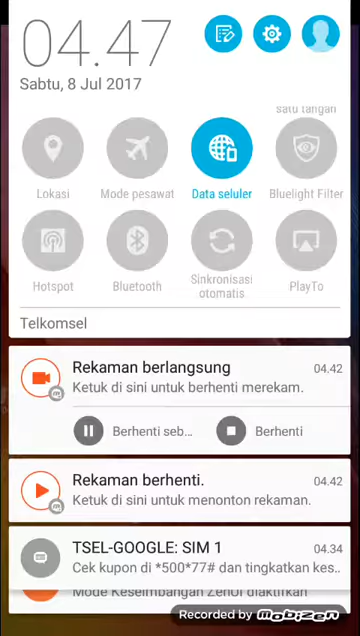 04.47
Sabtu, 8 Jul 2017
satu tangan
Lokasi
Mode pesawat
Data seluler
Bluelight Filter
Hotspot
Bluetooth
Sinkronisasi
otomatis
PlayTo
Telkomsel
Rekaman berlangsung 04.42
Ketuk di sini untuk berhenti merekam.
Berhenti seb... Berhenti
Rekaman berhenti. 04.42
Ketuk di sini untuk menonton rekaman.
TSEL-GOOGLE: SIM 1 04.34
Cek kupon di *500*77# dan tingkatkan kes..
Mode Keseimbangan ZenUI diaktifkan
Recorded by mobizen